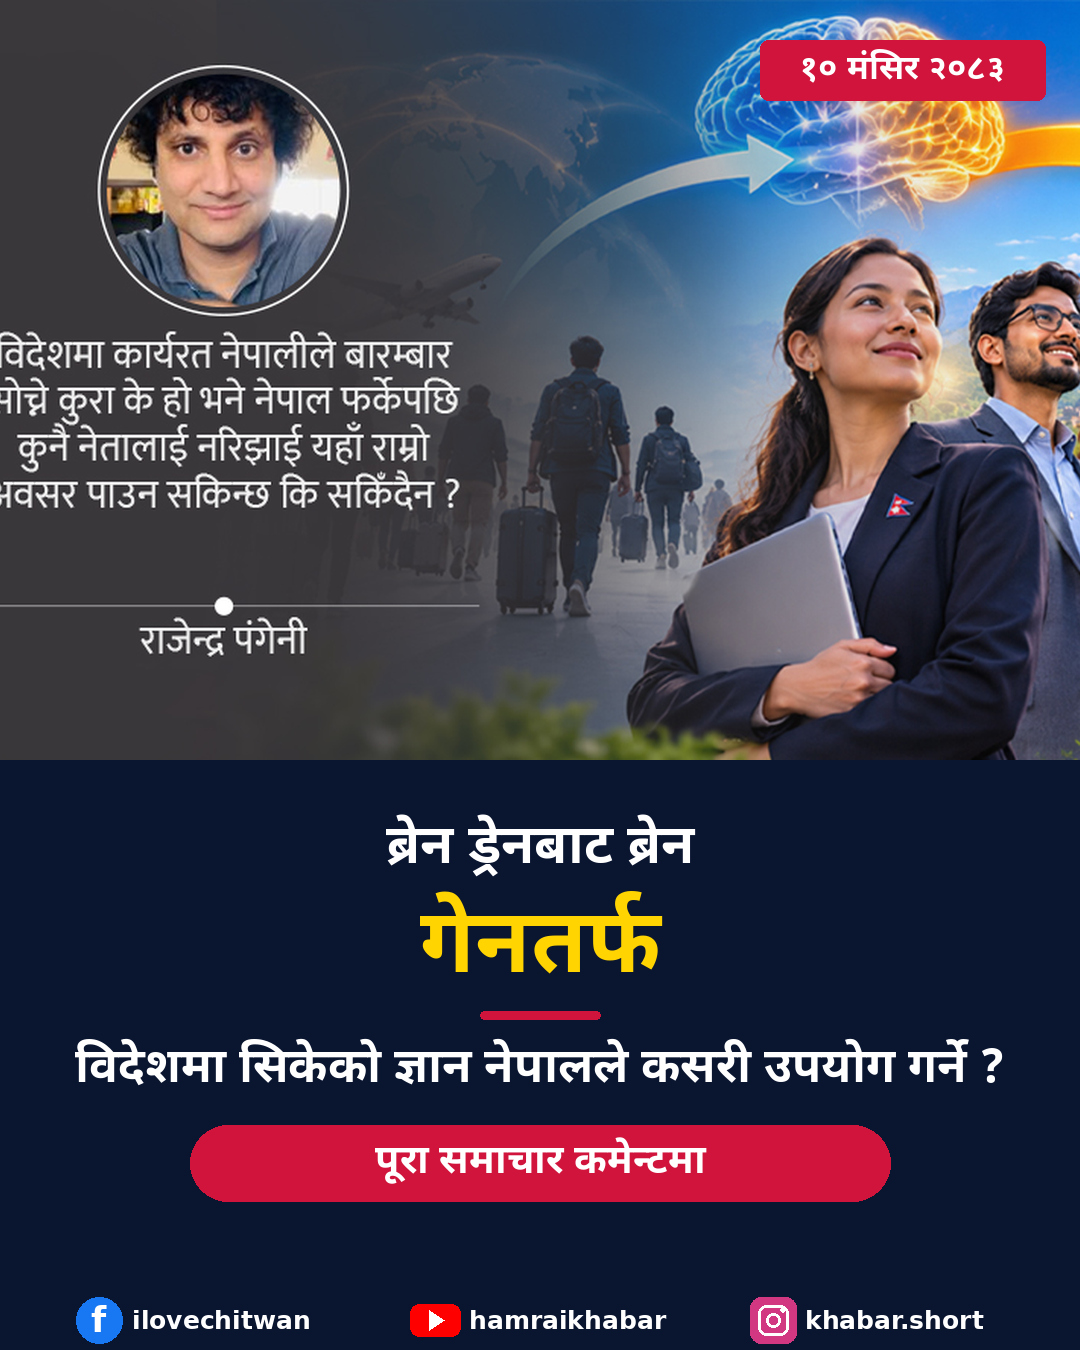 १० मंसिर २०८३
विदेशमा कार्यरत नेपालीले बारम्बार
सोच्ने कुरा के हो भने नेपाल फर्केपछि
कुनै नेतालाई नरिझाई यहाँ राम्रो
अवसर पाउन सकिन्छ कि सकिँदैन ?
राजेन्द्र पंगेनी
ब्रेन ड्रेनबाट ब्रेन
गेनतर्फ
विदेशमा सिकेको ज्ञान नेपालले कसरी उपयोग गर्ने ?
पूरा समाचार कमेन्टमा
ilovechitwan
hamraikhabar
khabar.short